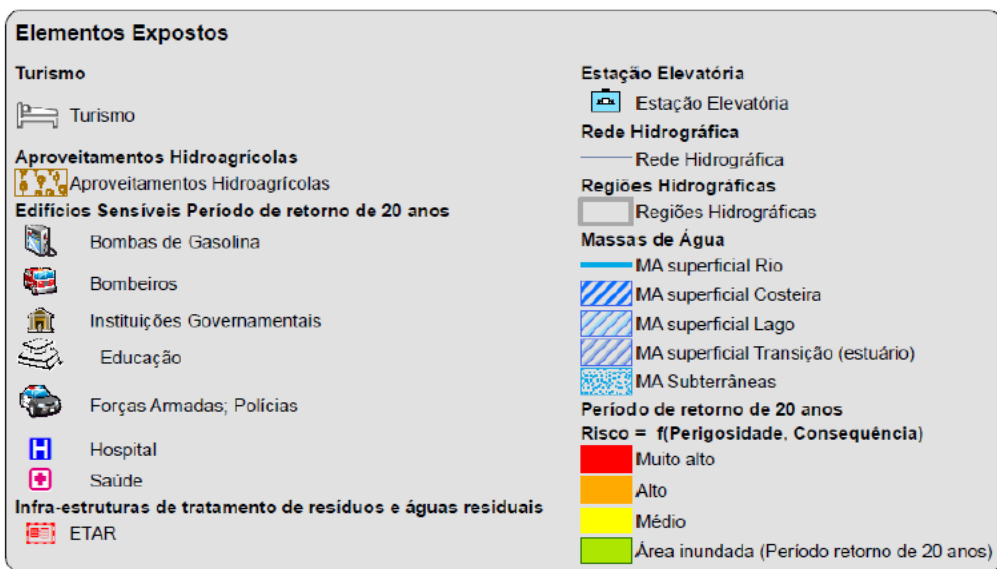 Elementos Expostos
Turismo
Turismo
Aproveitamentos Hidroagrícolas
Aproveitamentos Hidroagrícolas
Edifícios Sensíveis Período de retorno de 20 anos
Bombas de Gasolina
Bombeiros
Instituições Governamentais
Educação
Forças Armadas; Polícias
H Hospital
Saúde
Infra-estruturas de tratamento de resíduos e águas residuais
ETAR
Estação Elevatória
Estação Elevatória
Rede Hidrográfica
Rede Hidrográfica
Regiões Hidrográficas
Regiões Hidrográficas
Massas de Água
MA superficial Rio
MA superficial Costeira
MA superficial Lago
MA superficial Transição (estuário)
MA Subterrâneas
Período de retorno de 20 anos
Risco = f(Perigosidade, Consequência)
Muito alto
Alto
Médio
Área inundada (Período retorno de 20 anos)